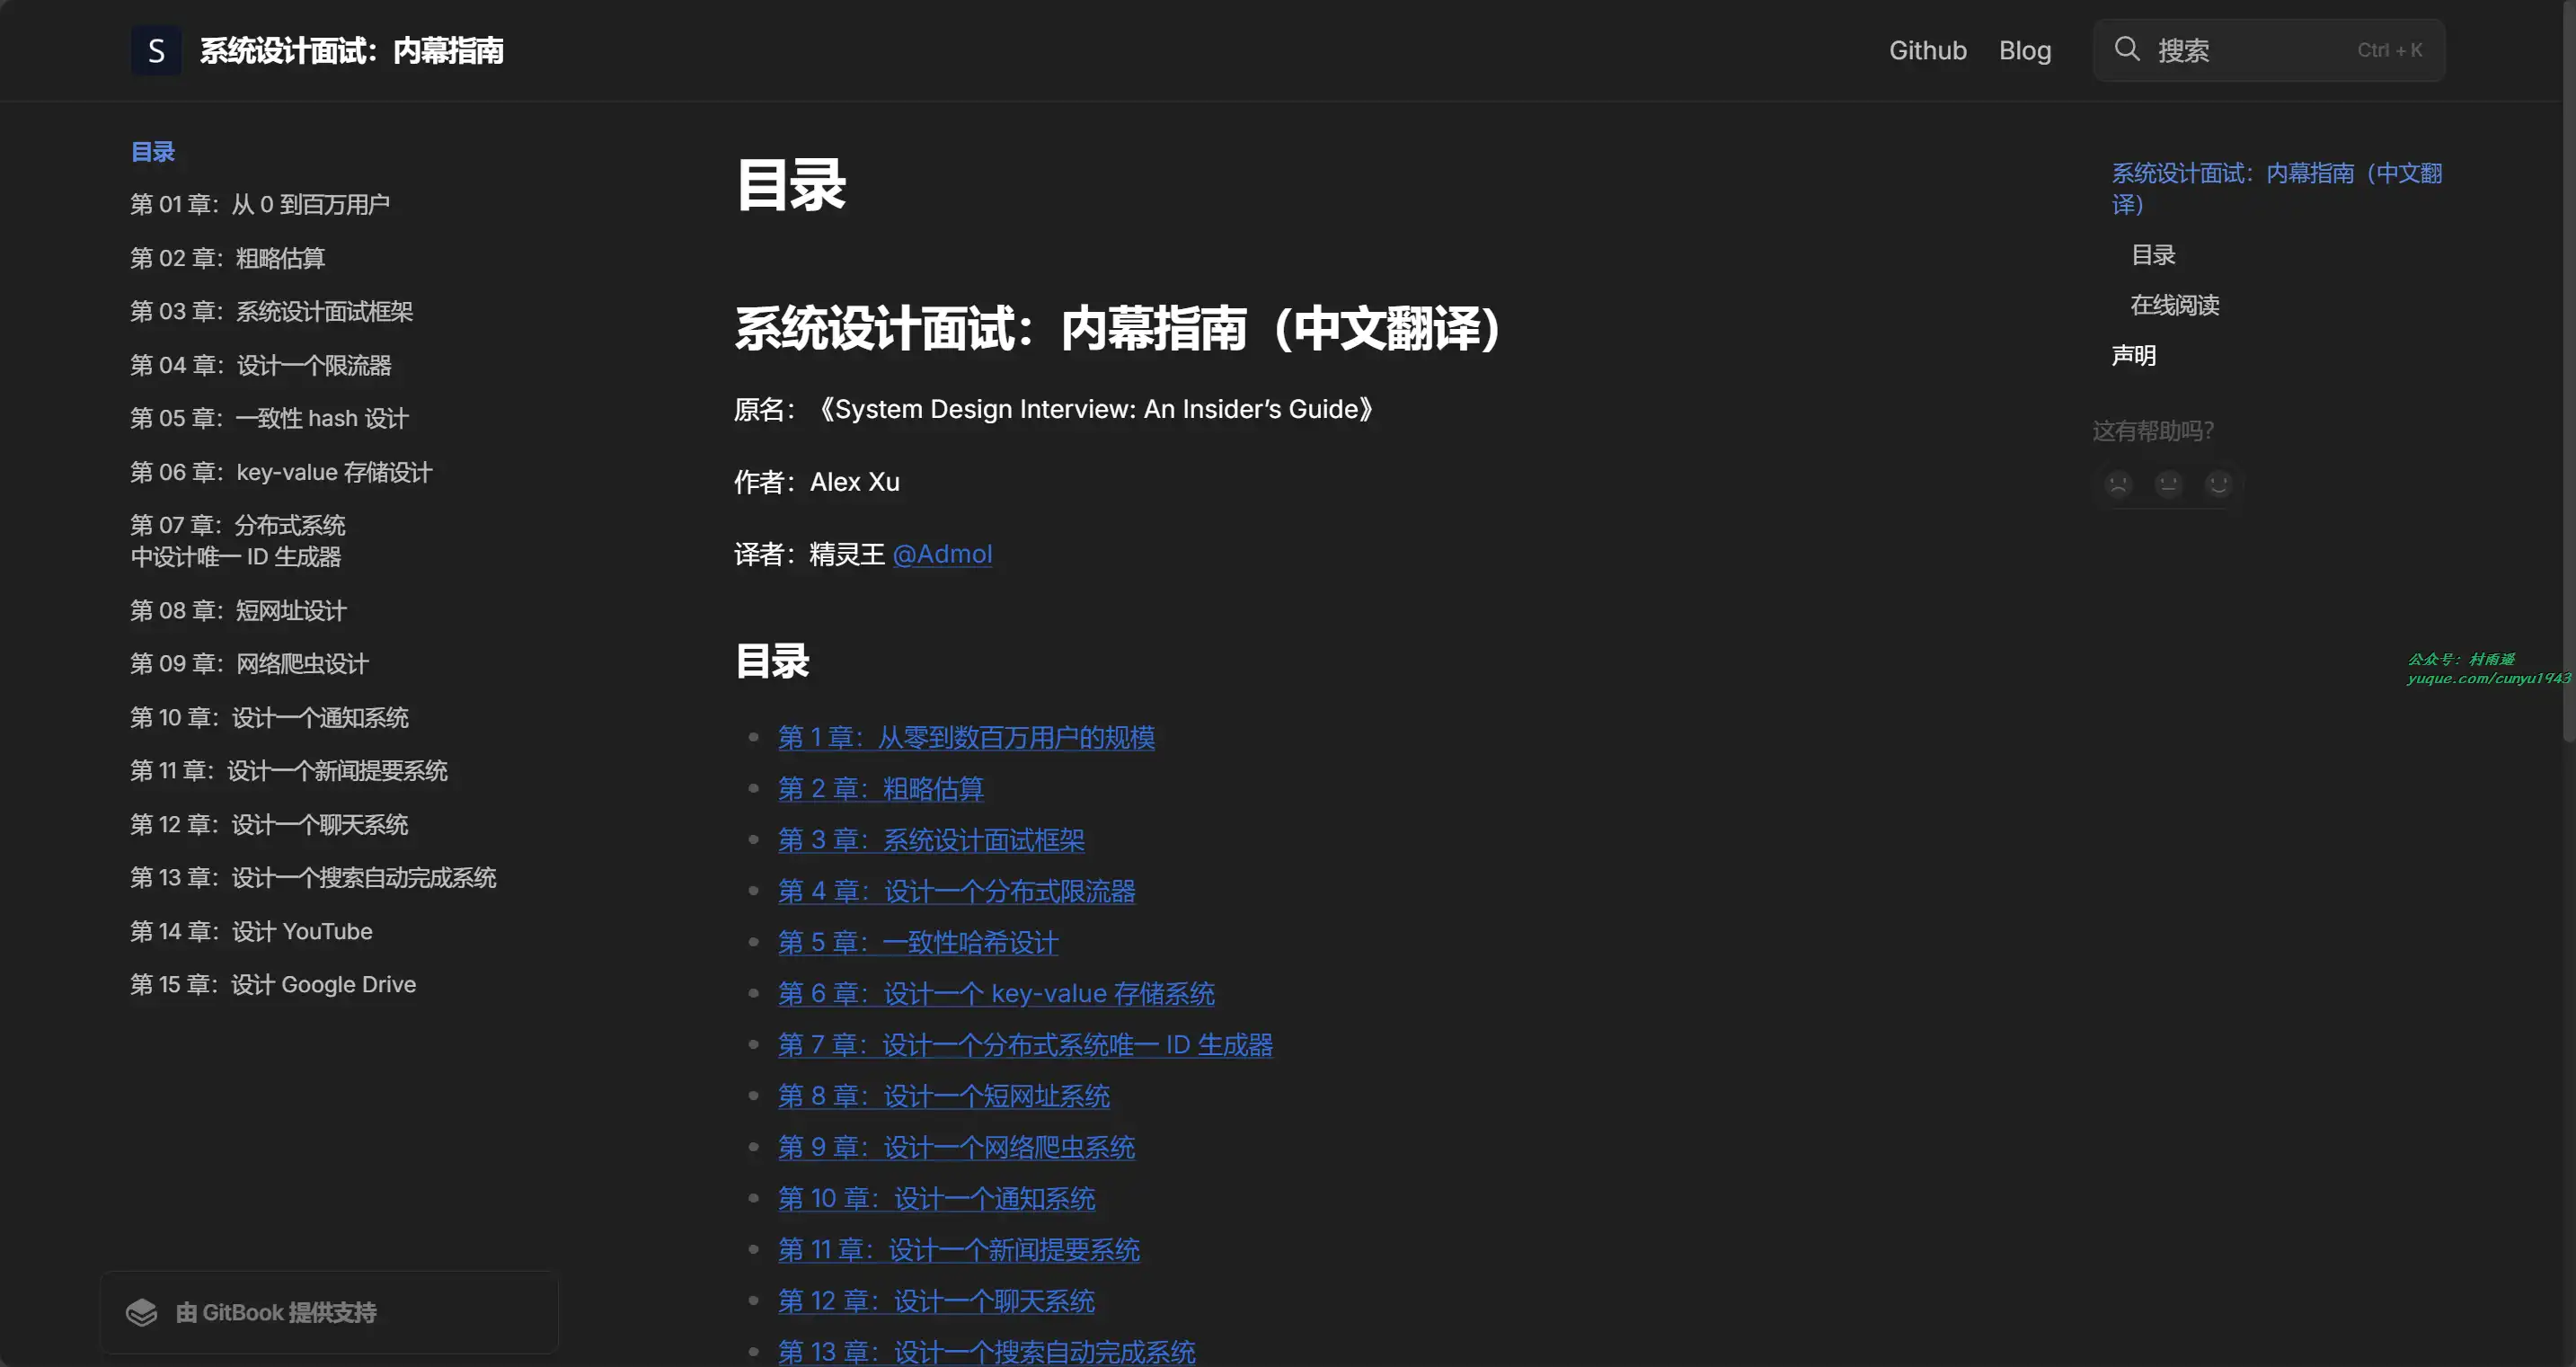 S 系统设计面试：内幕指南
Github Blog 搜索 Ctrl + K
目录
第 01 章：从 0 到百万用户
第 02 章：粗略估算
第 03 章：系统设计面试框架
第 04 章：设计一个限流器
第 05 章：一致性 hash 设计
第 06 章：key-value 存储设计
第 07 章：分布式系统
中设计唯一 ID 生成器
第 08 章：短网址设计
第 09 章：网络爬虫设计
第 10 章：设计一个通知系统
第 11 章：设计一个新闻提要系统
第 12 章：设计一个聊天系统
第 13 章：设计一个搜索自动完成系统
第 14 章：设计 YouTube
第 15 章：设计 Google Drive
由 GitBook 提供支持
目录
系统设计面试：内幕指南（中文翻译）
原名：《System Design Interview: An Insider’s Guide》
作者：Alex Xu
译者：精灵王 @Admol
目录
第 1 章：从零到数百万用户的规模
第 2 章：粗略估算
第 3 章：系统设计面试框架
第 4 章：设计一个分布式限流器
第 5 章：一致性哈希设计
第 6 章：设计一个 key-value 存储系统
第 7 章：设计一个分布式系统唯一 ID 生成器
第 8 章：设计一个短网址系统
第 9 章：设计一个网络爬虫系统
第 10 章：设计一个通知系统
第 11 章：设计一个新闻提要系统
第 12 章：设计一个聊天系统
第 13 章：设计一个搜索自动完成系统
系统设计面试：内幕指南（中文翻
译）
目录
在线阅读
声明
这有帮助吗？
公众号：村雨遥
yuque.com/cunyu1943